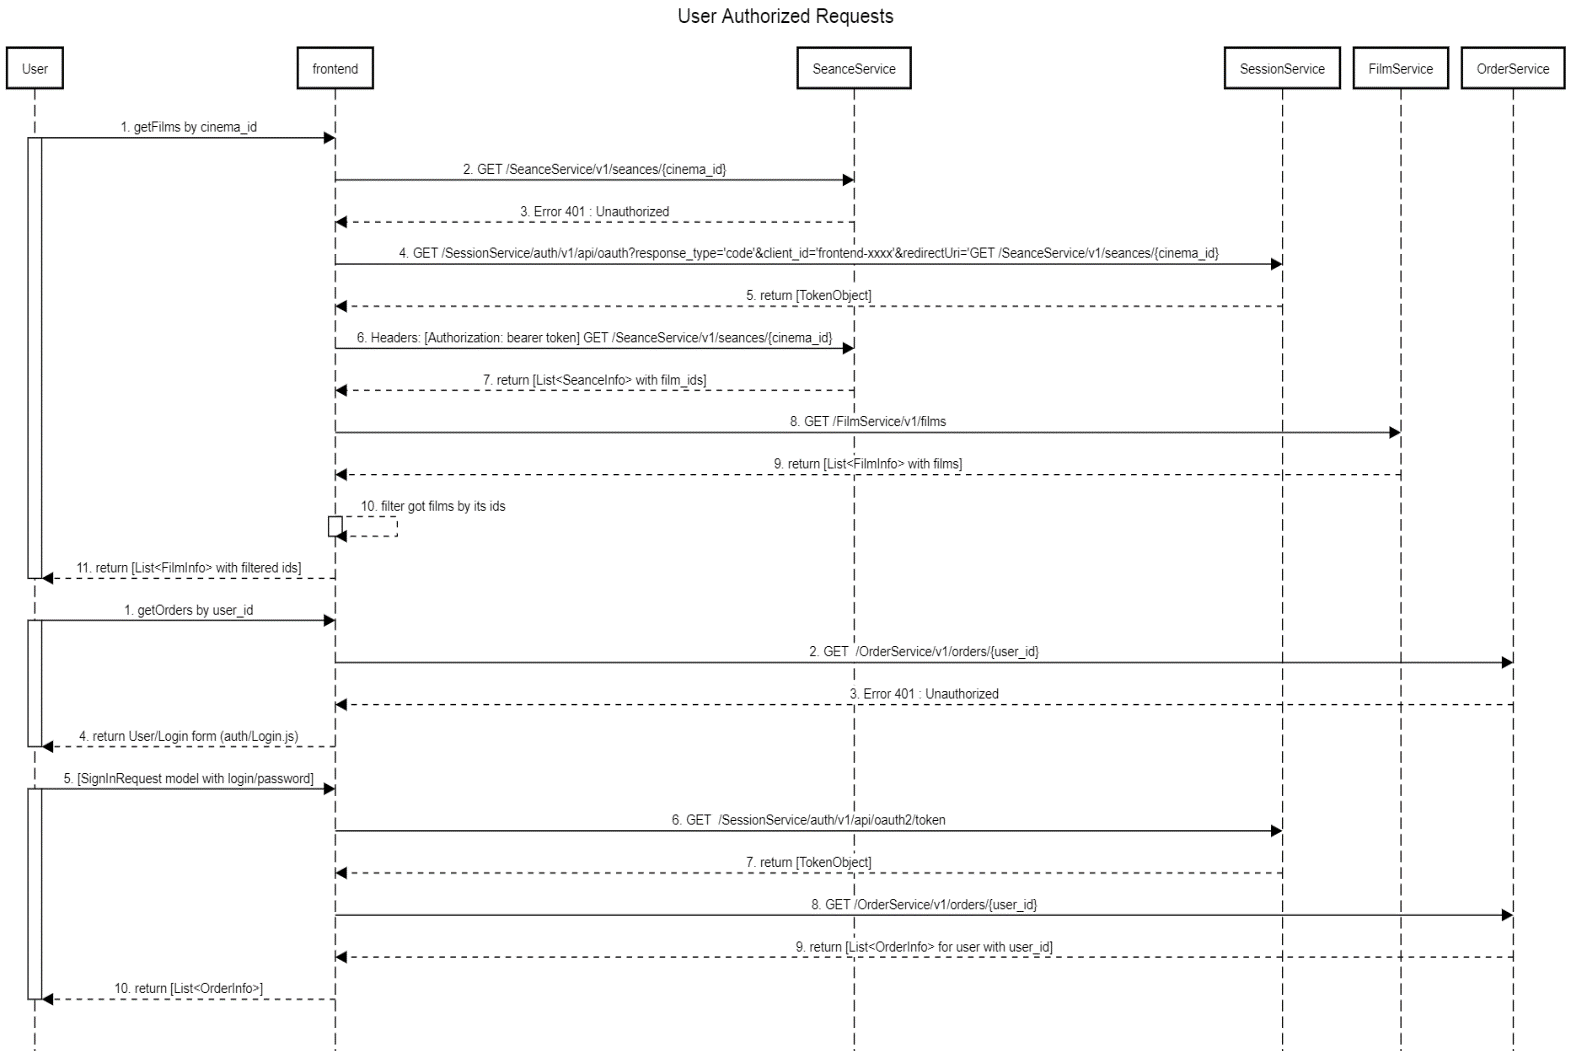 User Authorized Requests
User
frontend
SeanceService
SessionService
FilmService
OrderService
1. getFilms by cinema_id
2. GET /SeanceService/v1/seances/{cinema_id}
3. Error 401 : Unauthorized
4. GET /SessionService/auth/v1/api/oauth?response_type='code'&client_id='frontend-xxxx'&redirectUri='GET /SeanceService/v1/seances/{cinema_id}
5. return [TokenObject]
6. Headers: [Authorization: bearer token] GET /SeanceService/v1/seances/{cinema_id}
7. return [List<SeanceInfo> with film_ids]
8. GET /FilmService/v1/films
9. return [List<FilmInfo> with films]
10. filter got films by its ids
11. return [List<FilmInfo> with filtered ids]
1. getOrders by user_id
2. GET  /OrderService/v1/orders/{user_id}
3. Error 401 : Unauthorized
4. return User/Login form (auth/Login.js)
5. [SignInRequest model with login/password]
6. GET  /SessionService/auth/v1/api/oauth2/token
7. return [TokenObject]
8. GET /OrderService/v1/orders/{user_id}
9. return [List<OrderInfo> for user with user_id]
10. return [List<OrderInfo>]